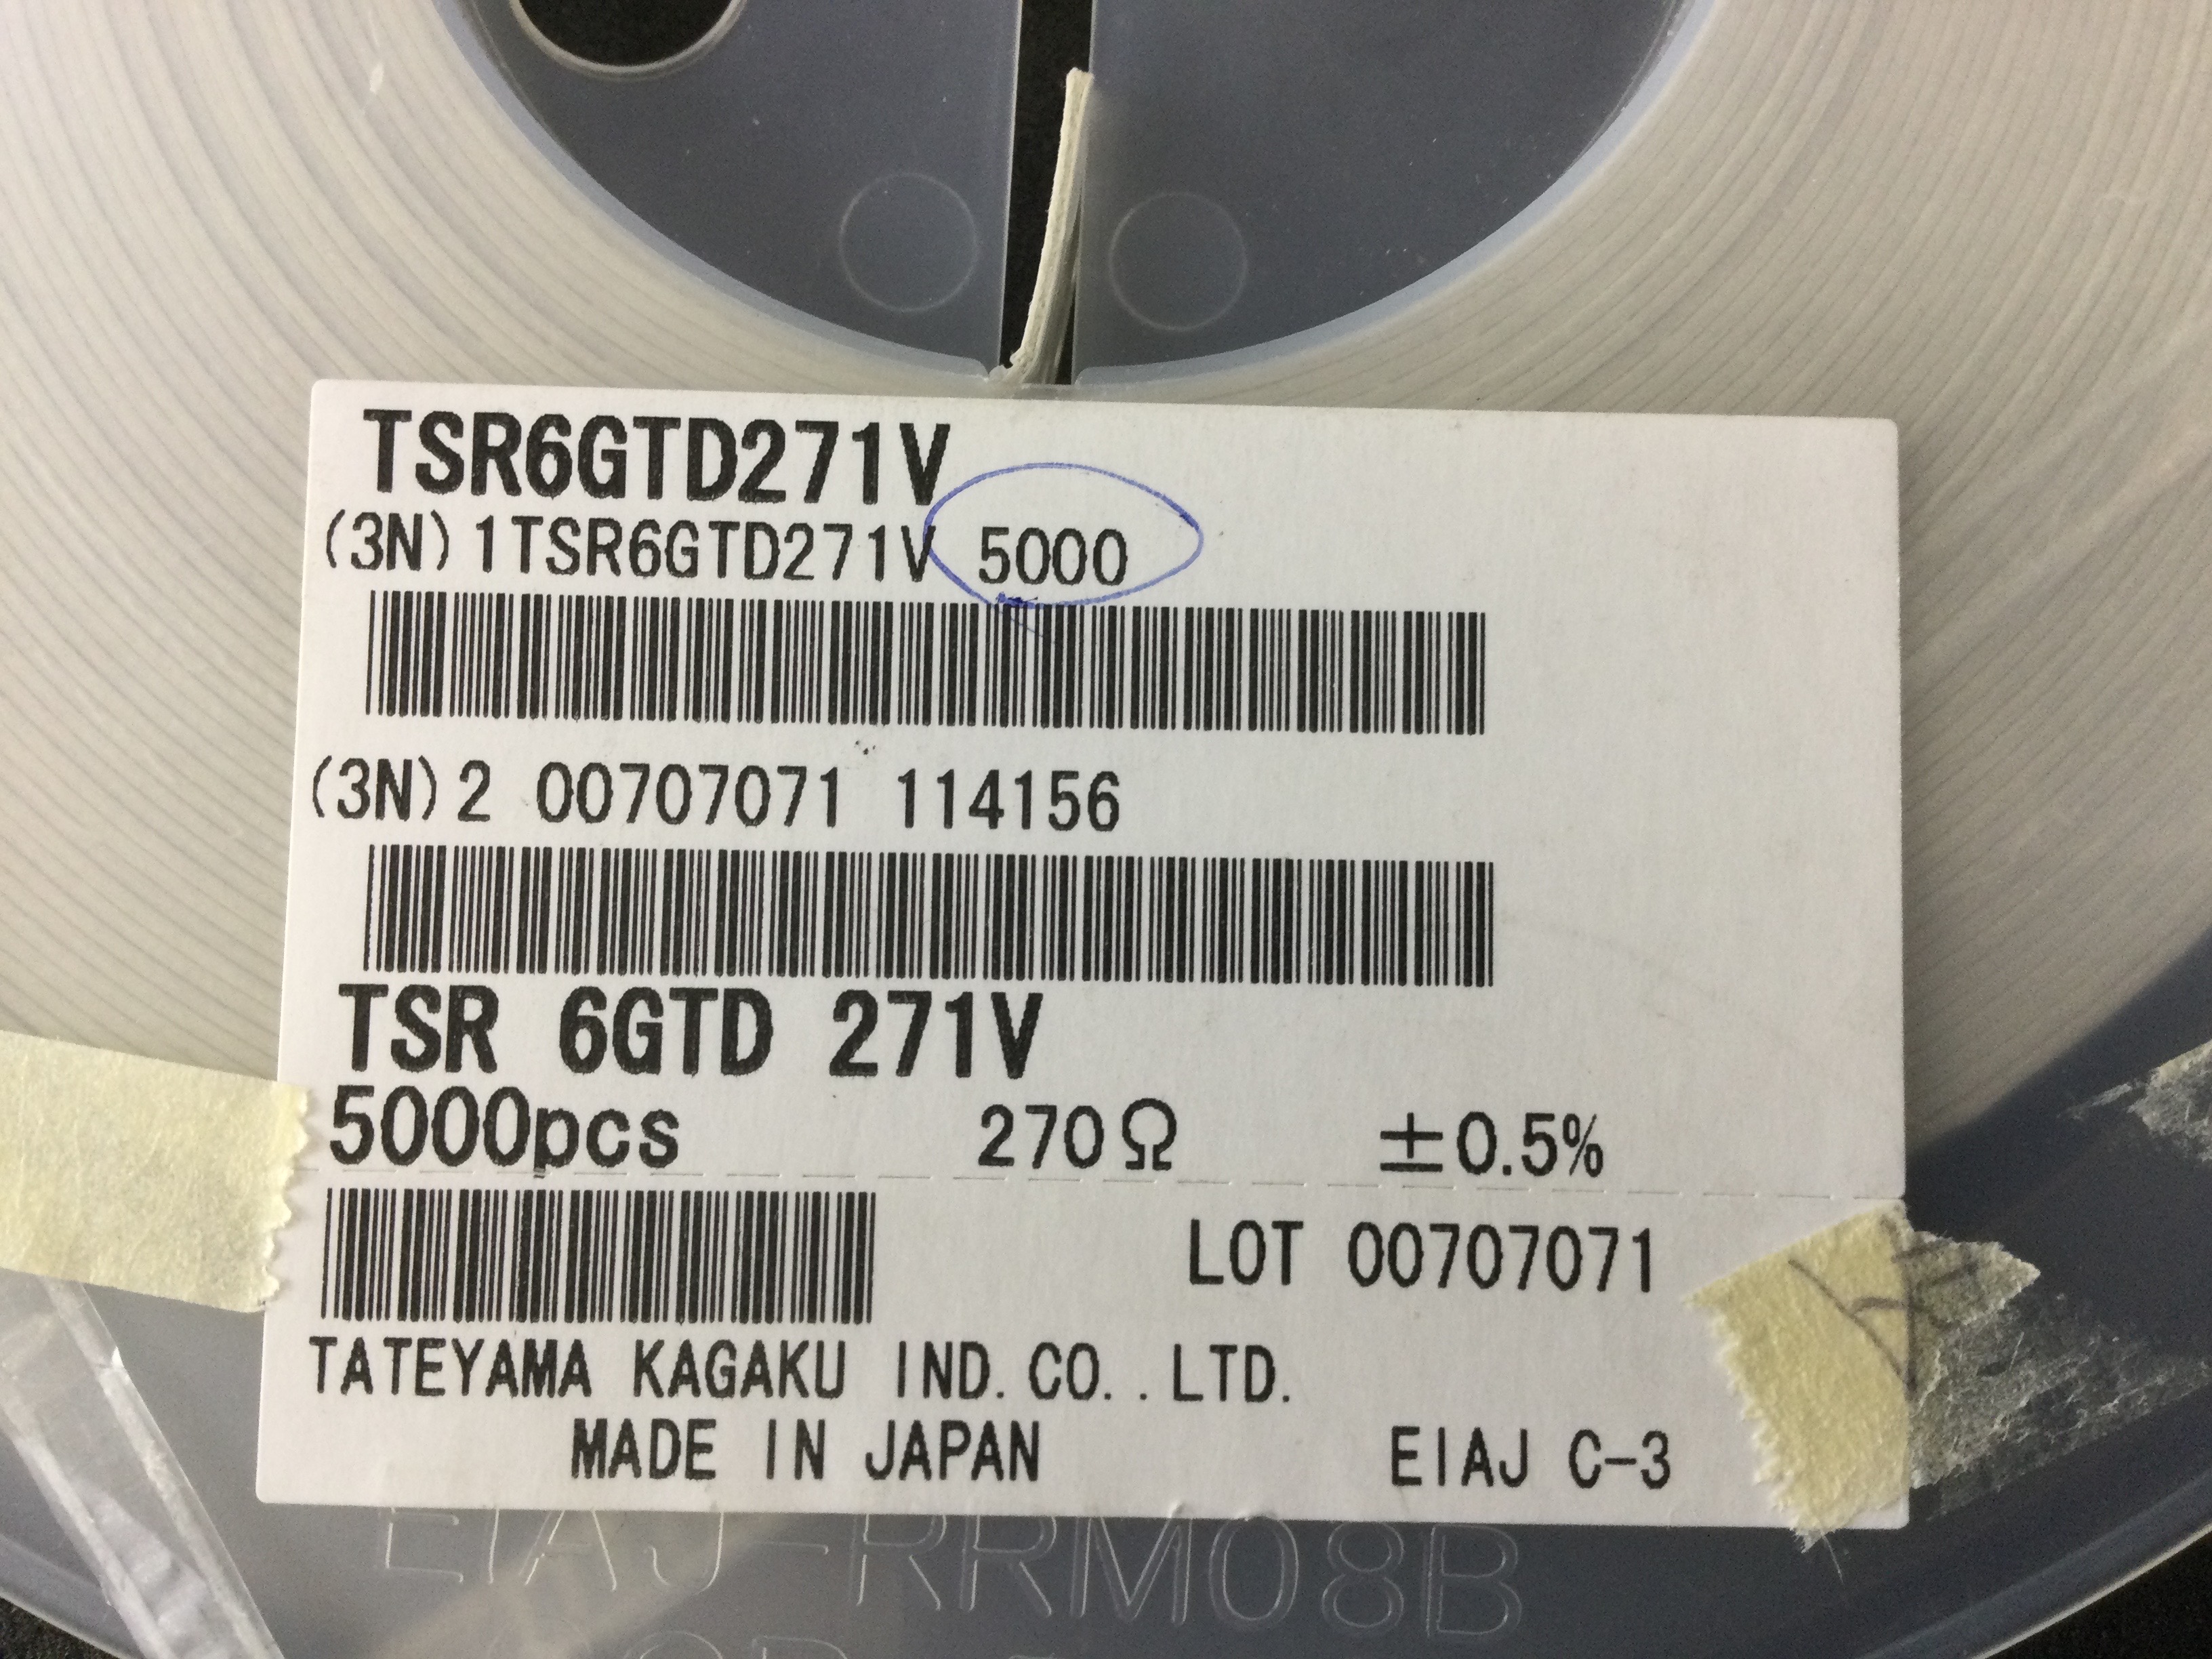 TSR6GTD271V
(3N)1TSR6GTD271V 5000
(3N)2 00707071 114156
TSR 6GTD 271V
5000pcs 270Ω ±0.5%
LOT 00707071
TATEYAMA KAGAKU IND.CO..LTD.
MADE IN JAPAN EIAJ C-3
EIAJ-RRM08B